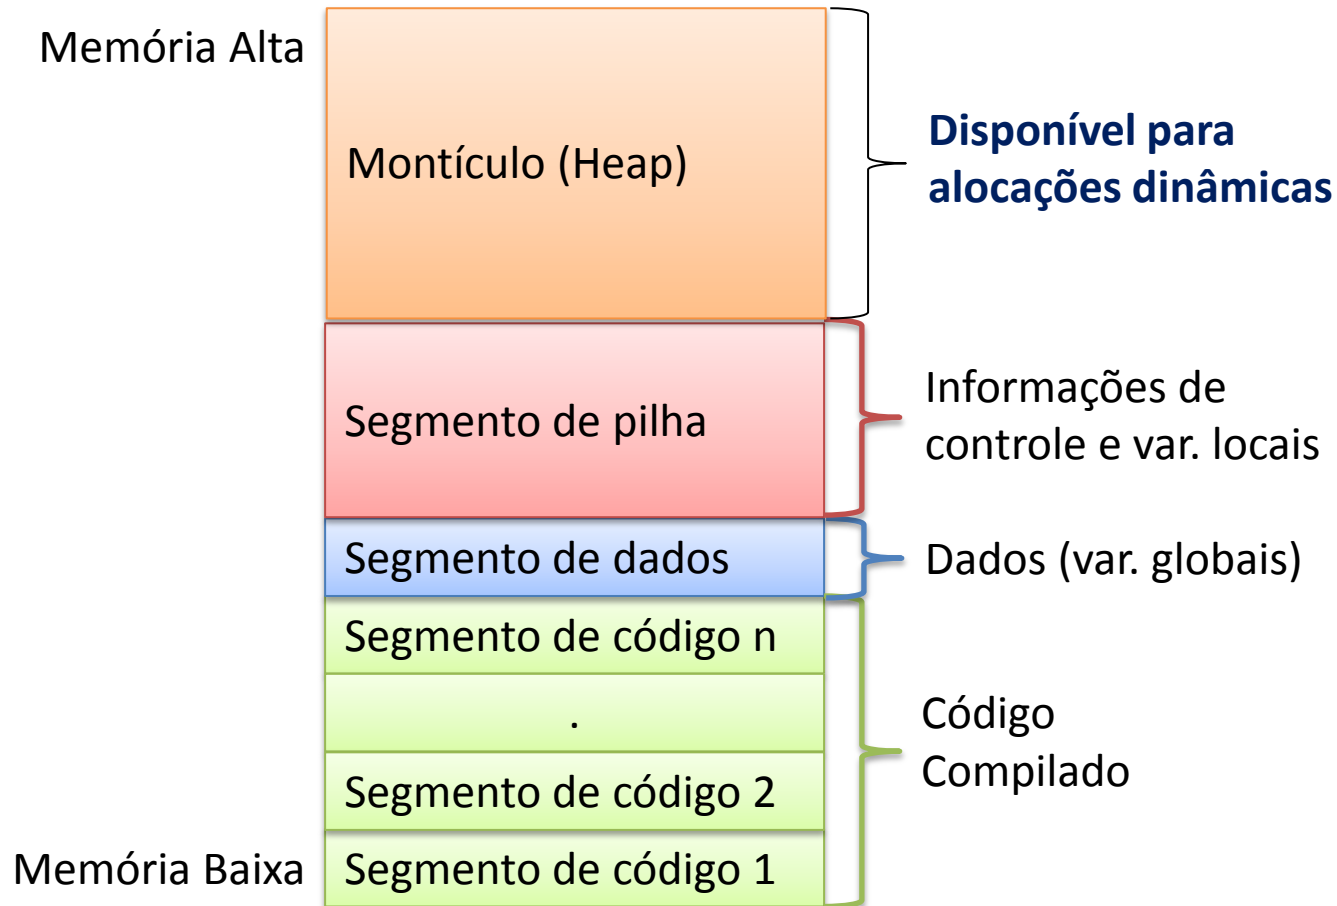 Memória Alta
Montículo (Heap)
Disponível para
alocações dinâmicas
Segmento de pilha
Informações de
controle e var. locais
Segmento de dados
Dados (var. globais)
Segmento de código n
.
Código
Compilado
Segmento de código 2
Memória Baixa
Segmento de código 1